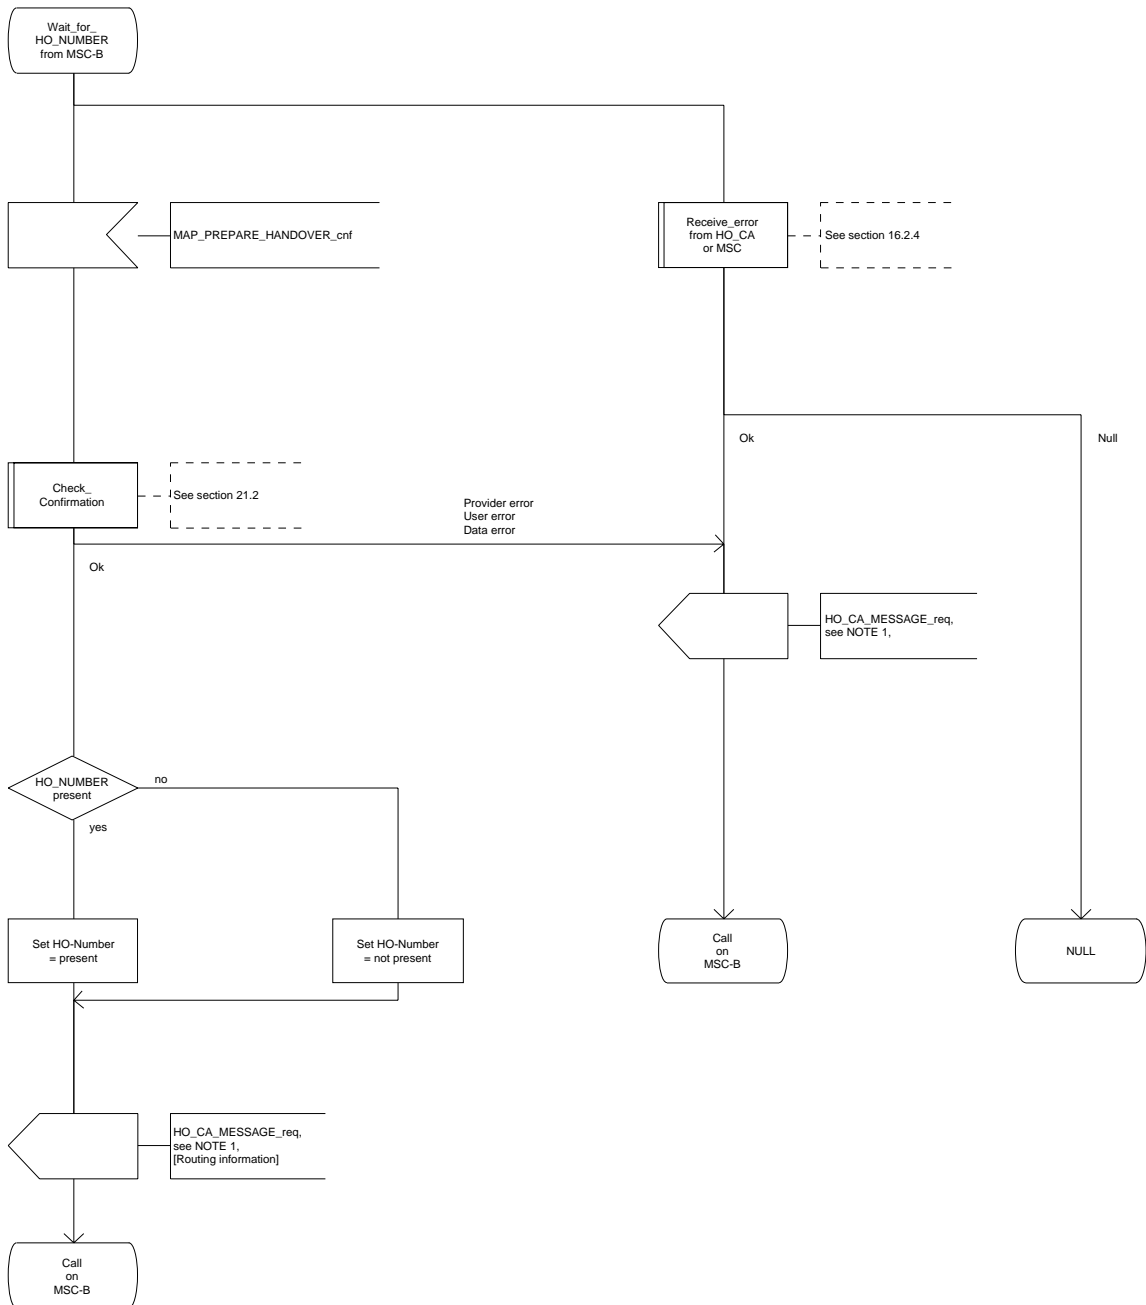 Wait_for_
HO_NUMBER
from MSC-B
MAP_PREPARE_HANDOVER_cnf
Receive_error
from HO_CA
or MSC
See section 16.2.4
Ok
Null
Check_
Confirmation
See section 21.2
Provider error
User error
Data error
Ok
HO_CA_MESSAGE_req,
see NOTE 1,
HO_NUMBER
present
no
yes
Set HO-Number
= present
Set HO-Number
= not present
Call
on
MSC-B
NULL
HO_CA_MESSAGE_req,
see NOTE 1,
[Routing information]
Call
on
MSC-B